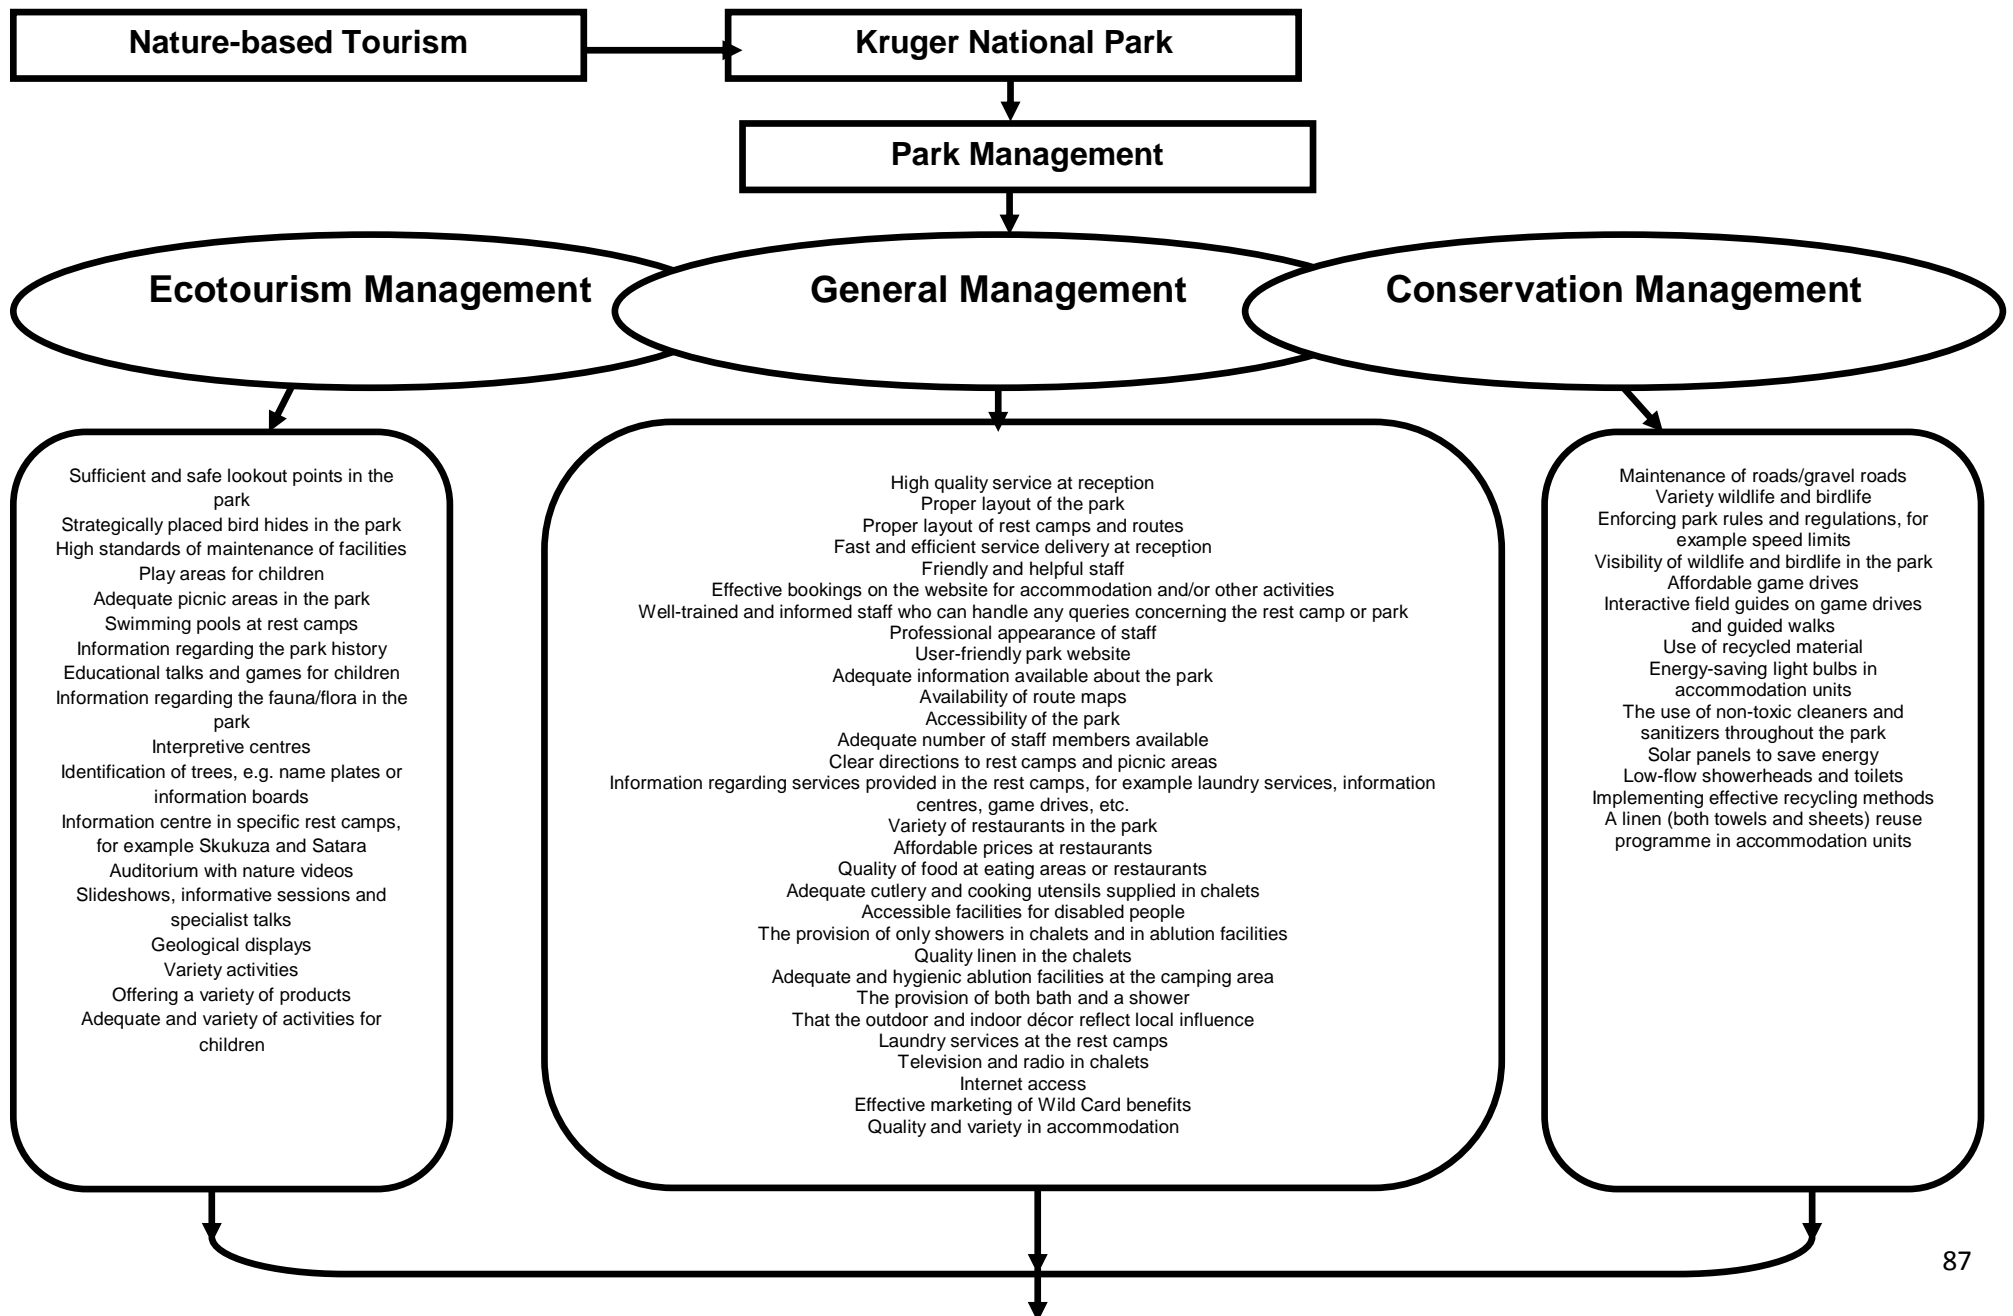 Nature-based Tourism
Kruger National Park
Park Management
Ecotourism Management
General Management
Conservation Management
Sufficient and safe lookout points in the
park
Strategically placed bird hides in the park
High standards of maintenance of facilities
Play areas for children
Adequate picnic areas in the park
Swimming pools at rest camps
Information regarding the park history
Educational talks and games for children
Information regarding the fauna/flora in the
park
Interpretive centres
Identification of trees, e.g. name plates or
information boards
Information centre in specific rest camps,
for example Skukuza and Satara
Auditorium with nature videos
Slideshows, informative sessions and
specialist talks
Geological displays
Variety activities
Offering a variety of products
Adequate and variety of activities for
children
High quality service at reception
Proper layout of the park
Proper layout of rest camps and routes
Fast and efficient service delivery at reception
Friendly and helpful staff
Effective bookings on the website for accommodation and/or other activities
Well-trained and informed staff who can handle any queries concerning the rest camp or park
Professional appearance of staff
User-friendly park website
Adequate information available about the park
Availability of route maps
Accessibility of the park
Adequate number of staff members available
Clear directions to rest camps and picnic areas
Information regarding services provided in the rest camps, for example laundry services, information
centres, game drives, etc.
Variety of restaurants in the park
Affordable prices at restaurants
Quality of food at eating areas or restaurants
Adequate cutlery and cooking utensils supplied in chalets
Accessible facilities for disabled people
The provision of only showers in chalets and in ablution facilities
Quality linen in the chalets
Adequate and hygienic ablution facilities at the camping area
The provision of both bath and a shower
That the outdoor and indoor décor reflect local influence
Laundry services at the rest camps
Television and radio in chalets
Internet access
Effective marketing of Wild Card benefits
Quality and variety in accommodation
Maintenance of roads/gravel roads
Variety wildlife and birdlife
Enforcing park rules and regulations, for
example speed limits
Visibility of wildlife and birdlife in the park
Affordable game drives
Interactive field guides on game drives
and guided walks
Use of recycled material
Energy-saving light bulbs in
accommodation units
The use of non-toxic cleaners and
sanitizers throughout the park
Solar panels to save energy
Low-flow showerheads and toilets
Implementing effective recycling methods
A linen (both towels and sheets) reuse
programme in accommodation units
87